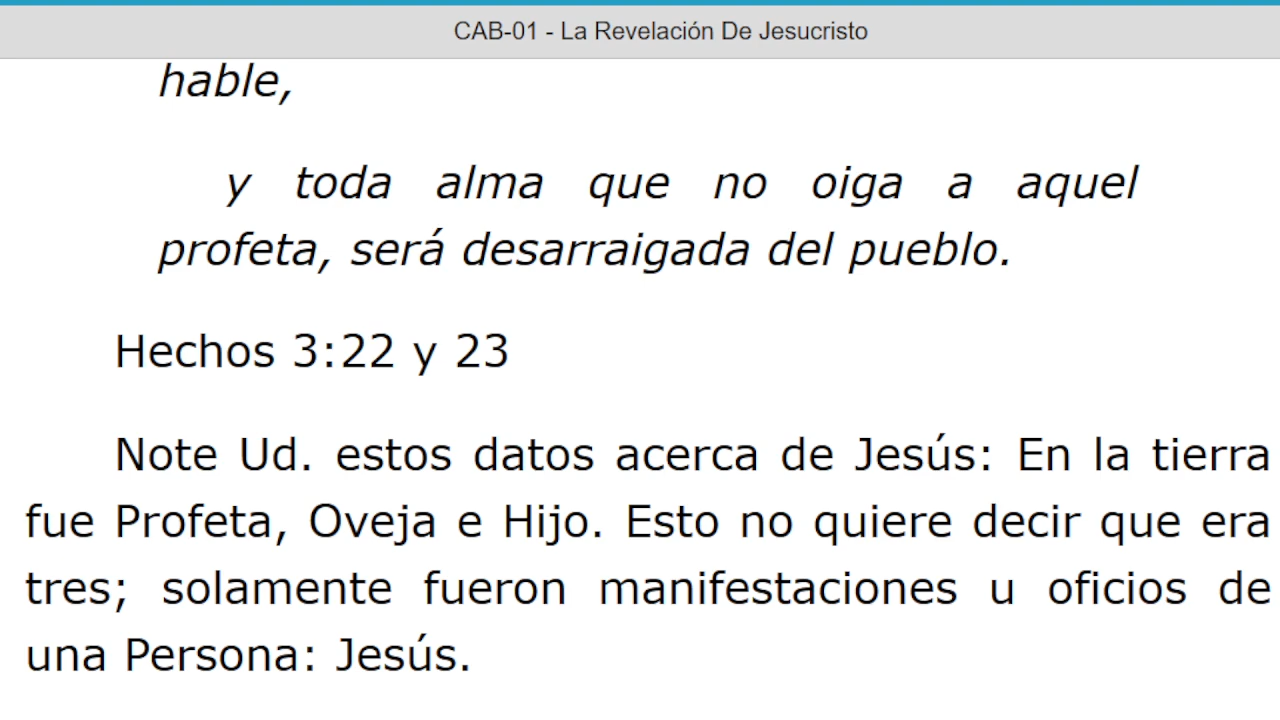 CAB-01 - La Revelación De Jesucristo
hable,
y toda alma que no oiga a aquel
profeta, será desarraigada del pueblo.
Hechos 3:22 y 23
Note Ud. estos datos acerca de Jesús: En la tierra
fue Profeta, Oveja e Hijo. Esto no quiere decir que era
tres; solamente fueron manifestaciones u oficios de
una Persona: Jesús.